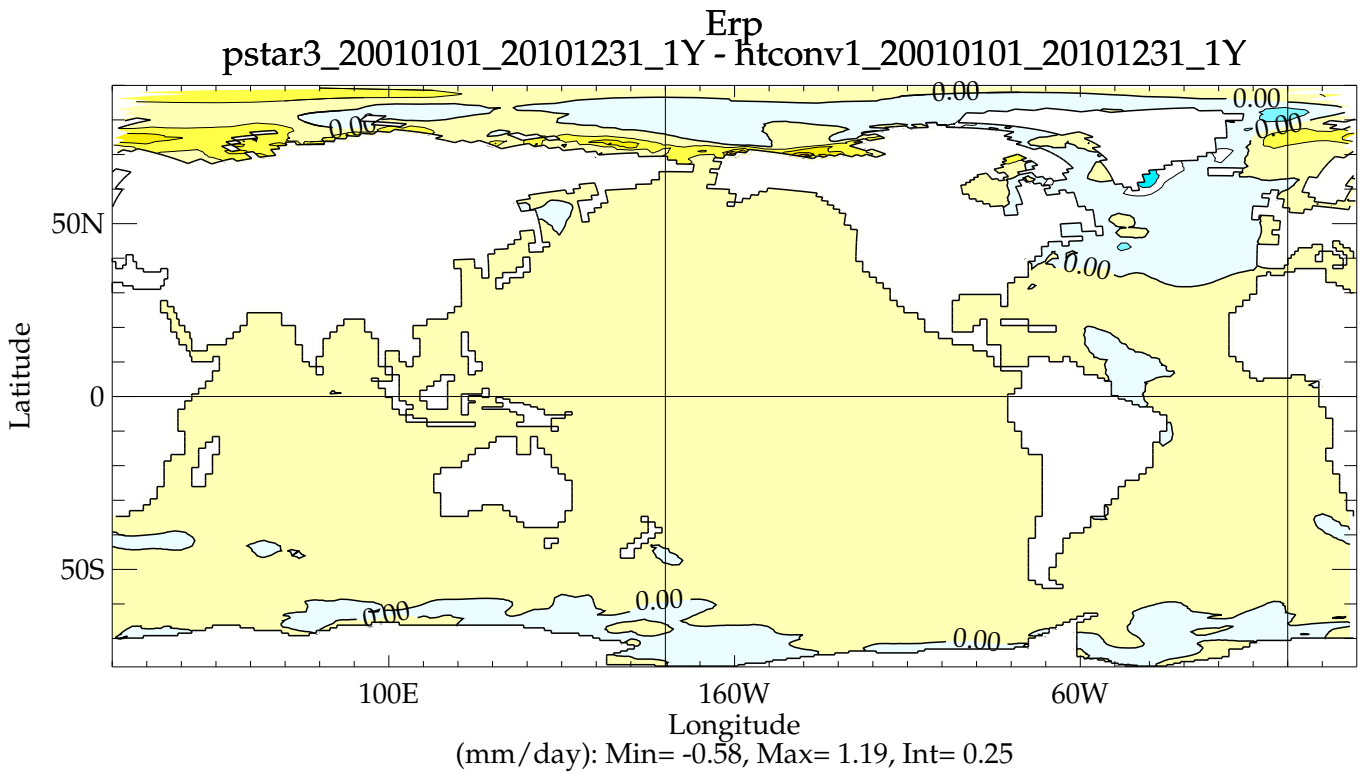 Erp
pstar3_20010101_20101231_1Y - htconv1_20010101_20101231_1Y
0.00
0.00
0.00
0.00
50N
0.00
Latitude
0
50S
0.00
0.00
0.00
100E
160W
60W
Longitude
(mm/day): Min= -0.58, Max= 1.19, Int= 0.25